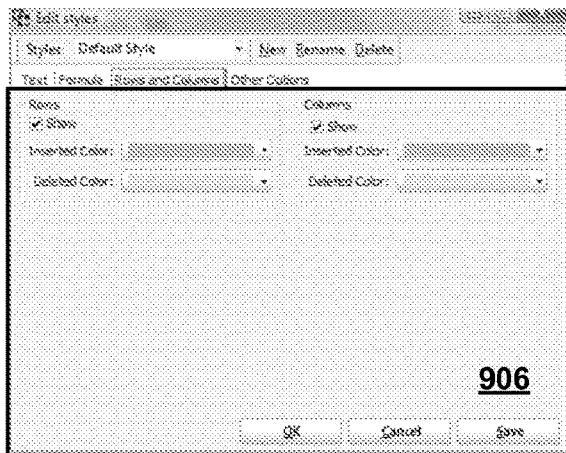 Edit styles
Styles Default Style New Rename Delete
Text Formula Rows and Columns Other Options
Rows Columns
Show Show
Inserted Color: Inserted Color:
Deleted Color: Deleted Color:
906
OK Cancel Save